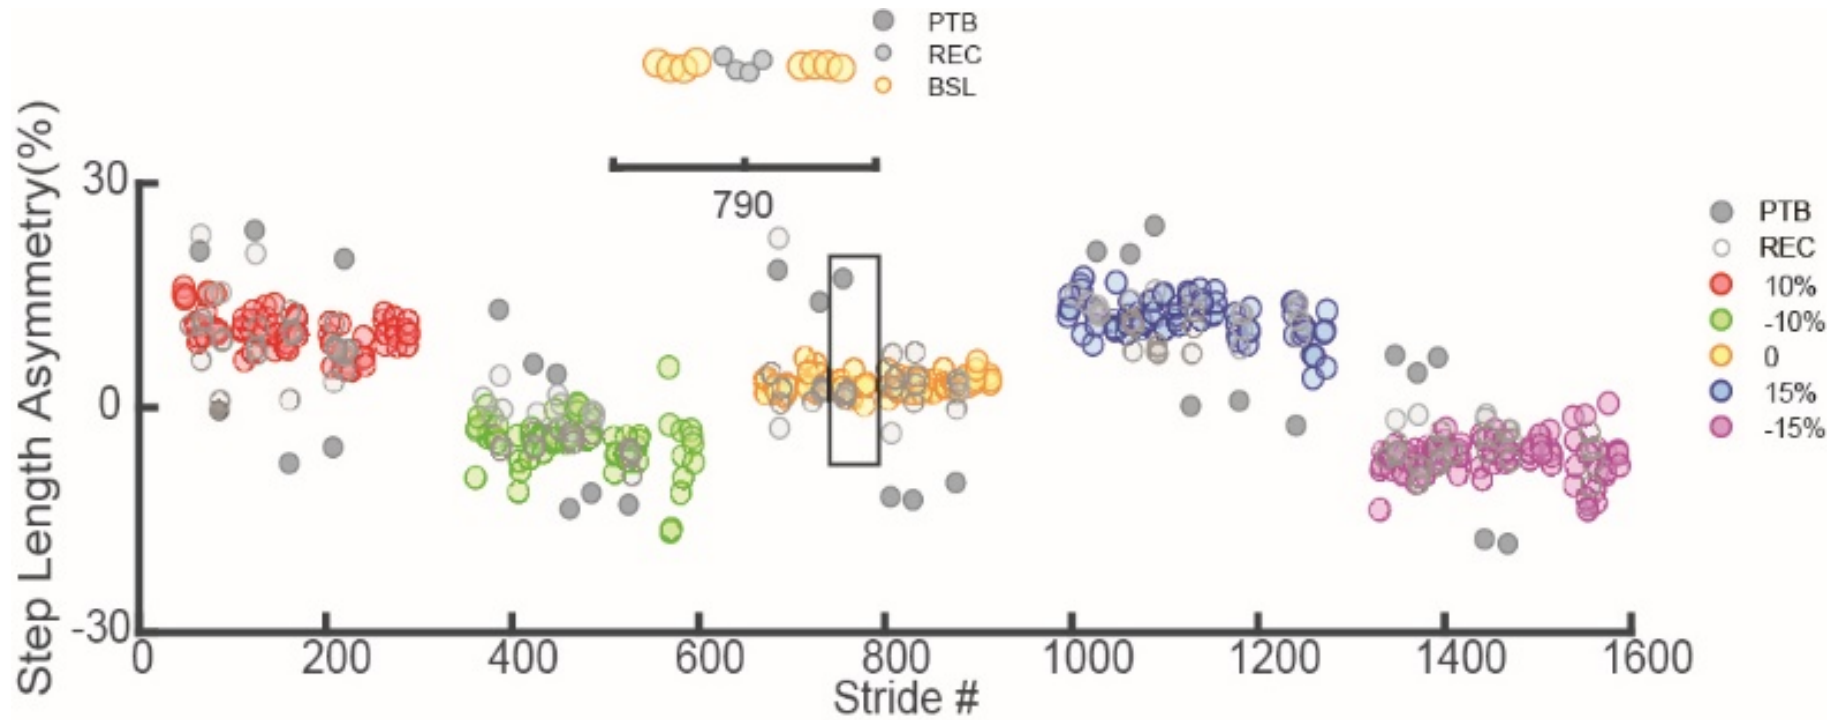 PTB
REC
BSL
790
Step Length Asymmetry(%)
30
0
-30
0 200 400 600 800 1000 1200 1400 1600
Stride #
PTB
REC
10%
-10%
0
15%
-15%